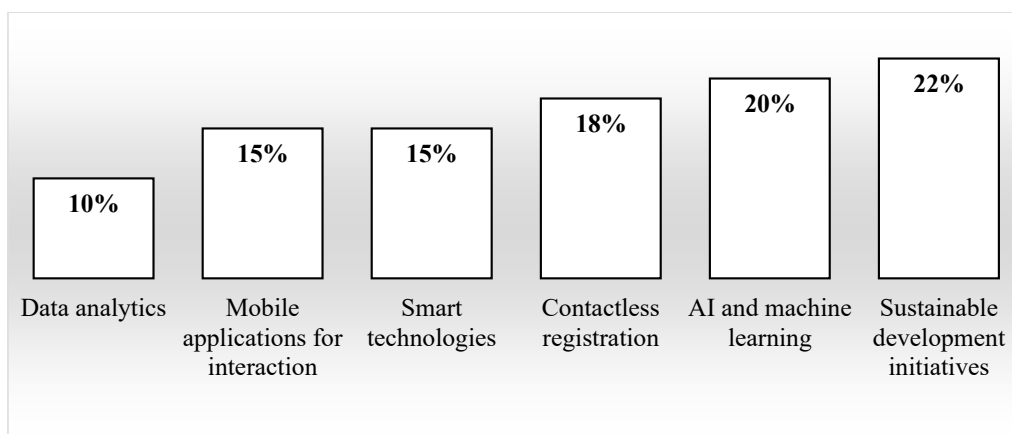 10%
15%
15%
18%
20%
22%
Data analytics
Mobile
applications for
interaction
Smart
technologies
Contactless
registration
AI and machine
learning
Sustainable
development
initiatives